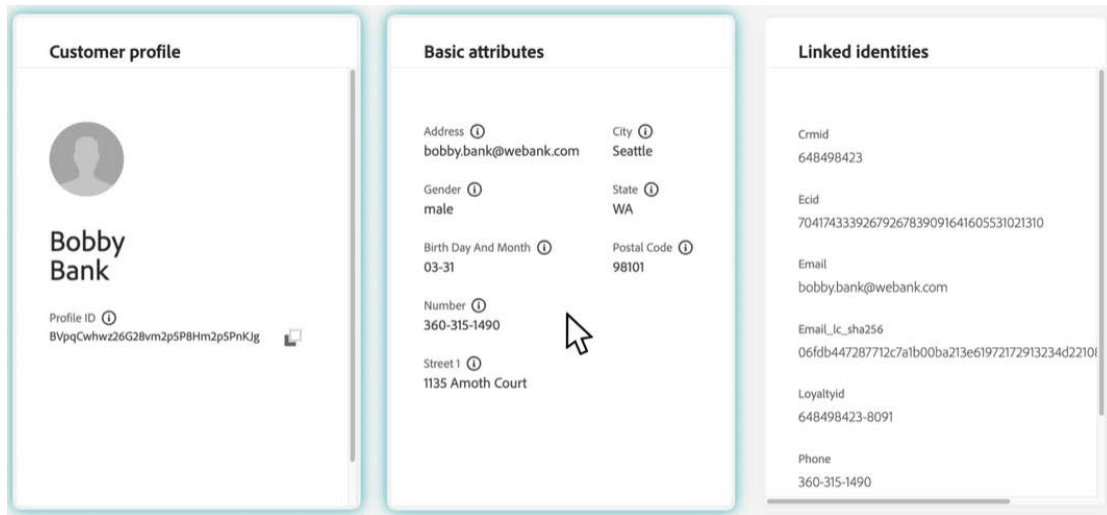 Customer profile
Bobby
Bank
Profile ID
BVpqCwhwz26G28vm2pSP8Hm2pSPnKJg
Basic attributes
Address
bobby.bank@webank.com
City
Seattle
Gender
male
State
WA
Birth Day And Month
03-31
Postal Code
98101
Number
360-315-1490
Street 1
1135 Amoth Court
Linked identities
Crmid
648498423
Ecid
70417433392679267839091641605531021310
Email
bobby.bank@webank.com
Email_lc_sha256
06fdb447287712c7a1b00ba213e61972172913234d2210
Loyaltyid
648498423-8091
Phone
360-315-1490